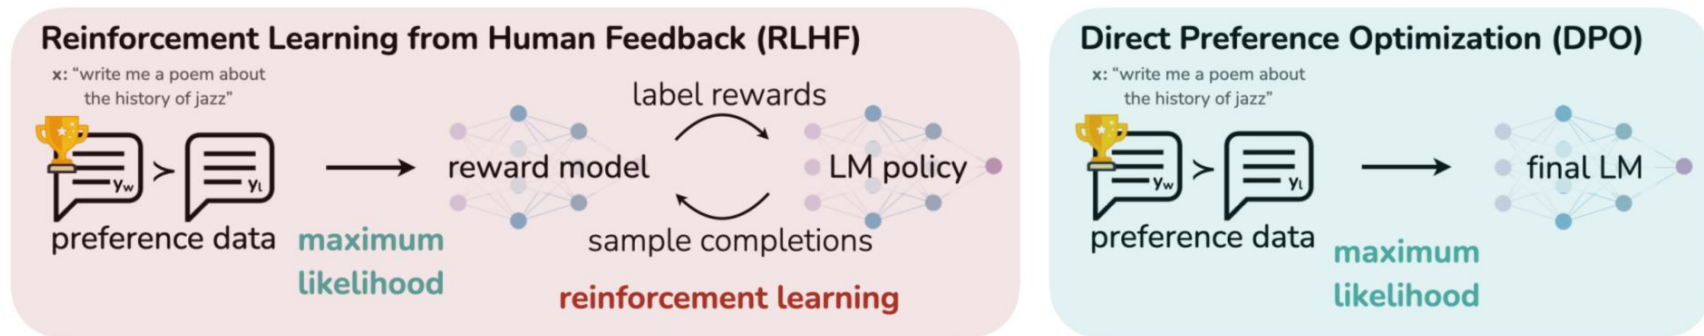 Reinforcement Learning from Human Feedback (RLHF)
x: “write me a poem about
the history of jazz”
label rewards
yw
≻
yl
reward model
LM policy
preference data
maximum
likelihood
sample completions
reinforcement learning
Direct Preference Optimization (DPO)
x: “write me a poem about
the history of jazz”
yw
≻
yl
final LM
preference data
maximum
likelihood